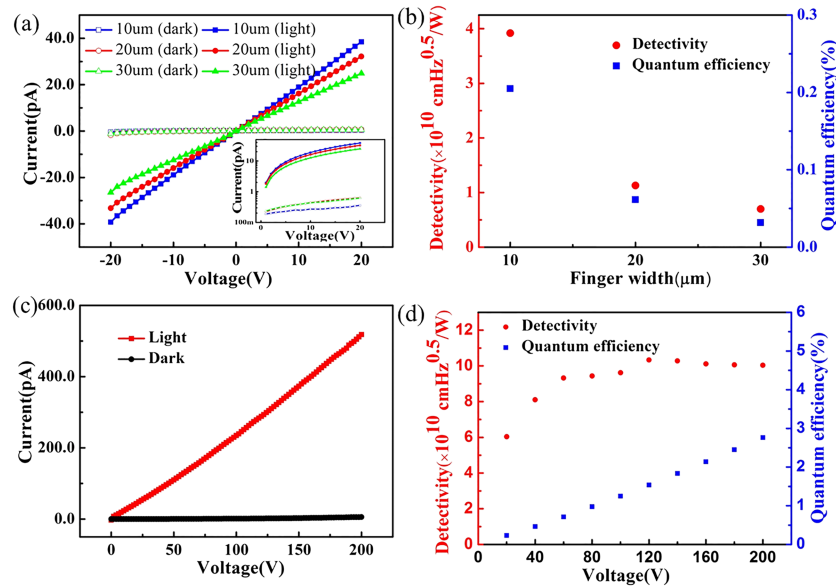 (a)
10um (dark) 10um (light)
20um (dark) 20um (light)
30um (dark) 30um (light)
40.0
20.0
0.0
-20.0
-40.0
Current(pA)
-20 -10 0 10 20
Voltage(V)
10
1
100m
Current(pA)
0 10 20
Voltage(V)
(b)
Detectivity
Quantum efficiency
4
3
2
1
0
Detectivity(×10^10 cmHz^0.5/W)
0.3
0.2
0.1
0.0
Quantum efficiency(%)
10 20 30
Finger width(μm)
(c)
Light
Dark
600.0
400.0
200.0
0.0
Current(pA)
0 50 100 150 200
Voltage(V)
(d)
Detectivity
Quantum efficiency
12
10
8
6
4
2
0
Detectivity(×10^10 cmHz^0.5/W)
6
5
4
3
2
1
0
Quantum efficiency(%)
0 20 40 60 80 100 120 140 160 180 200
Voltage(V)